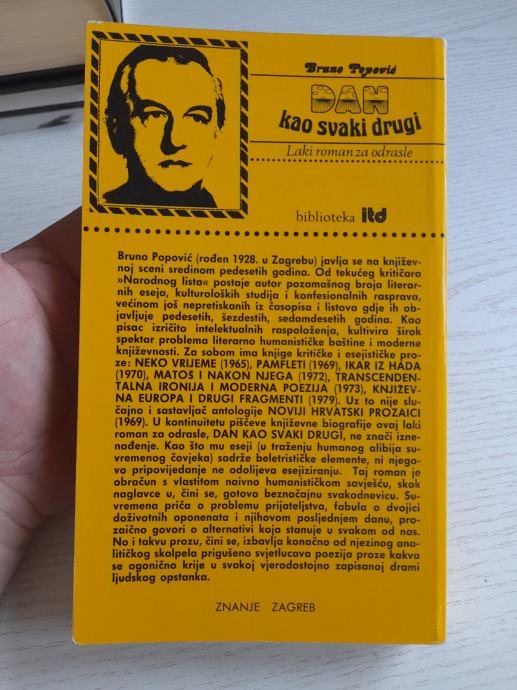 Bruno Popović
DAN
kao svaki drugi
Laki roman za odrasle
biblioteka itd
Bruno Popović (rođen 1928. u Zagrebu) javlja se na književ-
noj sceni sredinom pedesetih godina. Od tekućeg kritičara
»Narodnog lista« postaje autor pozamašnog broja literar-
nih eseja, kulturoloških studija i konfesionalnih rasprava,
većinom još nepretiskanih iz časopisa i listova gdje ih ob-
javljuje pedesetih, šezdestih, sedamdesetih godina. Kao
pisac izričito intelektualnih raspoloženja, kultivira širok
spektar problema literarno humanističke baštine i moderne
književnosti. Za sobom ima knjige kritičke i esejističke pro-
ze: NEKO VRIJEME (1965), PAMFLETI (1969), IKAR IZ HADA
(1970), MATOŠ I NAKON NJEGA (1972), TRANSCENDEN-
TALNA IRONIJA I MODERNA POEZIJA (1973), KNJIŽEV-
NA EUROPA I DRUGI FRAGMENTI (1979). Uz to nije slu-
čajno i sastavljač antologije NOVIJI HRVATSKI PROZAICI
(1969). U kontinuitetu piščeve književne biografije ovaj laki
roman za odrasle, DAN KAO SVAKI DRUGI, ne znači izne-
nađenje. Kao što mu eseji (u traženju humanog alibija su-
vremenog čovjeka) sadrže beletrističke elemente, ni njego-
vo pripovijedanje ne odolijeva esejiziranju. Taj roman je
obračun s vlastitom naivno humanističkom savješću, skok
naglavce u, čini se, gotovo beznačajnu svakodnevicu. Su-
vremena priča o problemu prijateljstva, fabula o dvojici
doživotnih oponenata i njihovom posljednjem danu, pro-
zaično govori o alternativi koja stanuje u svakom od nas.
No i takvu prozu, čini se, izbavlja konačno od njezinog ana-
litičkog skalpela prigušeno svjetlucava poezija proze kakva
se agonično krije u svakoj vjerodostojno zapisanoj drami
ljudskog opstanka.
ZNANJE ZAGREB